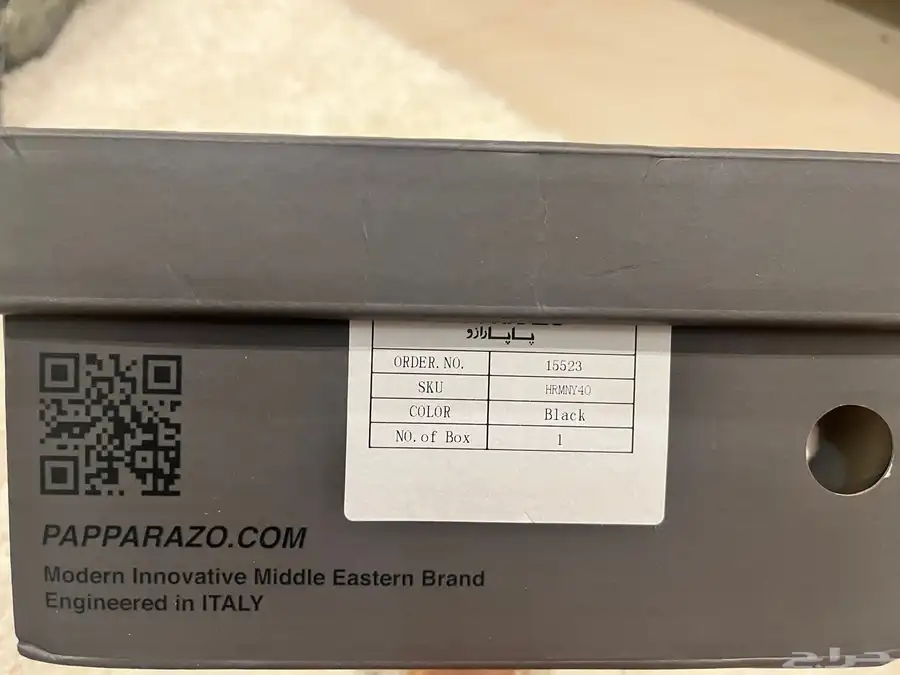 پاپارازو
ORDER.NO. 15523
SKU HRMNY40
COLOR Black
NO.of Box 1
PAPPARAZO.COM
Modern Innovative Middle Eastern Brand
Engineered in ITALY
حراج